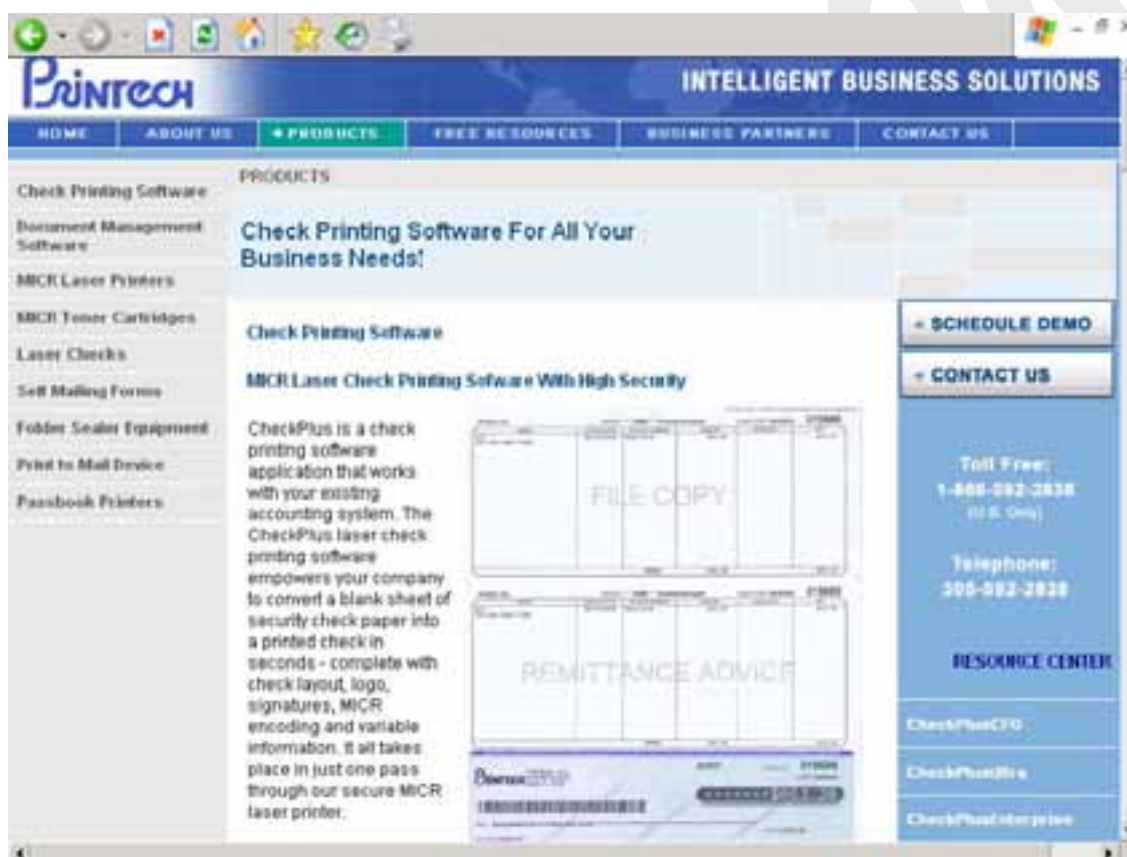 PRINTECH
INTELLIGENT BUSINESS SOLUTIONS
HOME
ABOUT US
PRODUCTS
FREE RESOURCES
BUSINESS PARTNERS
CONTACT US
Check Printing Software
Document Management
Software
MICR Laser Printers
MICR Toner Cartridges
Laser Checks
Self Mailing Forms
Folder Sealer Equipment
Print to Mail Device
Passbook Printers
PRODUCTS
Check Printing Software For All Your
Business Needs!
Check Printing Software
MICR Laser Check Printing Sofware With High Security
CheckPlus is a check
printing software
application that works
with your existing
accounting system. The
CheckPlus laser check
printing software
empowers your company
to convert a blank sheet of
security check paper into
a printed check in
seconds - complete with
check layout, logo,
signatures, MICR
encoding and variable
information. It all takes
place in just one pass
through our secure MICR
laser printer.
FILE COPY
REMITTANCE ADVICE
PRINTECH
SCHEDULE DEMO
CONTACT US
Toll Free:
(U.S. Only)
Telephone:
305-592-2838
RESOURCE CENTER
CheckPlusCFO
CheckPlusEnterprise